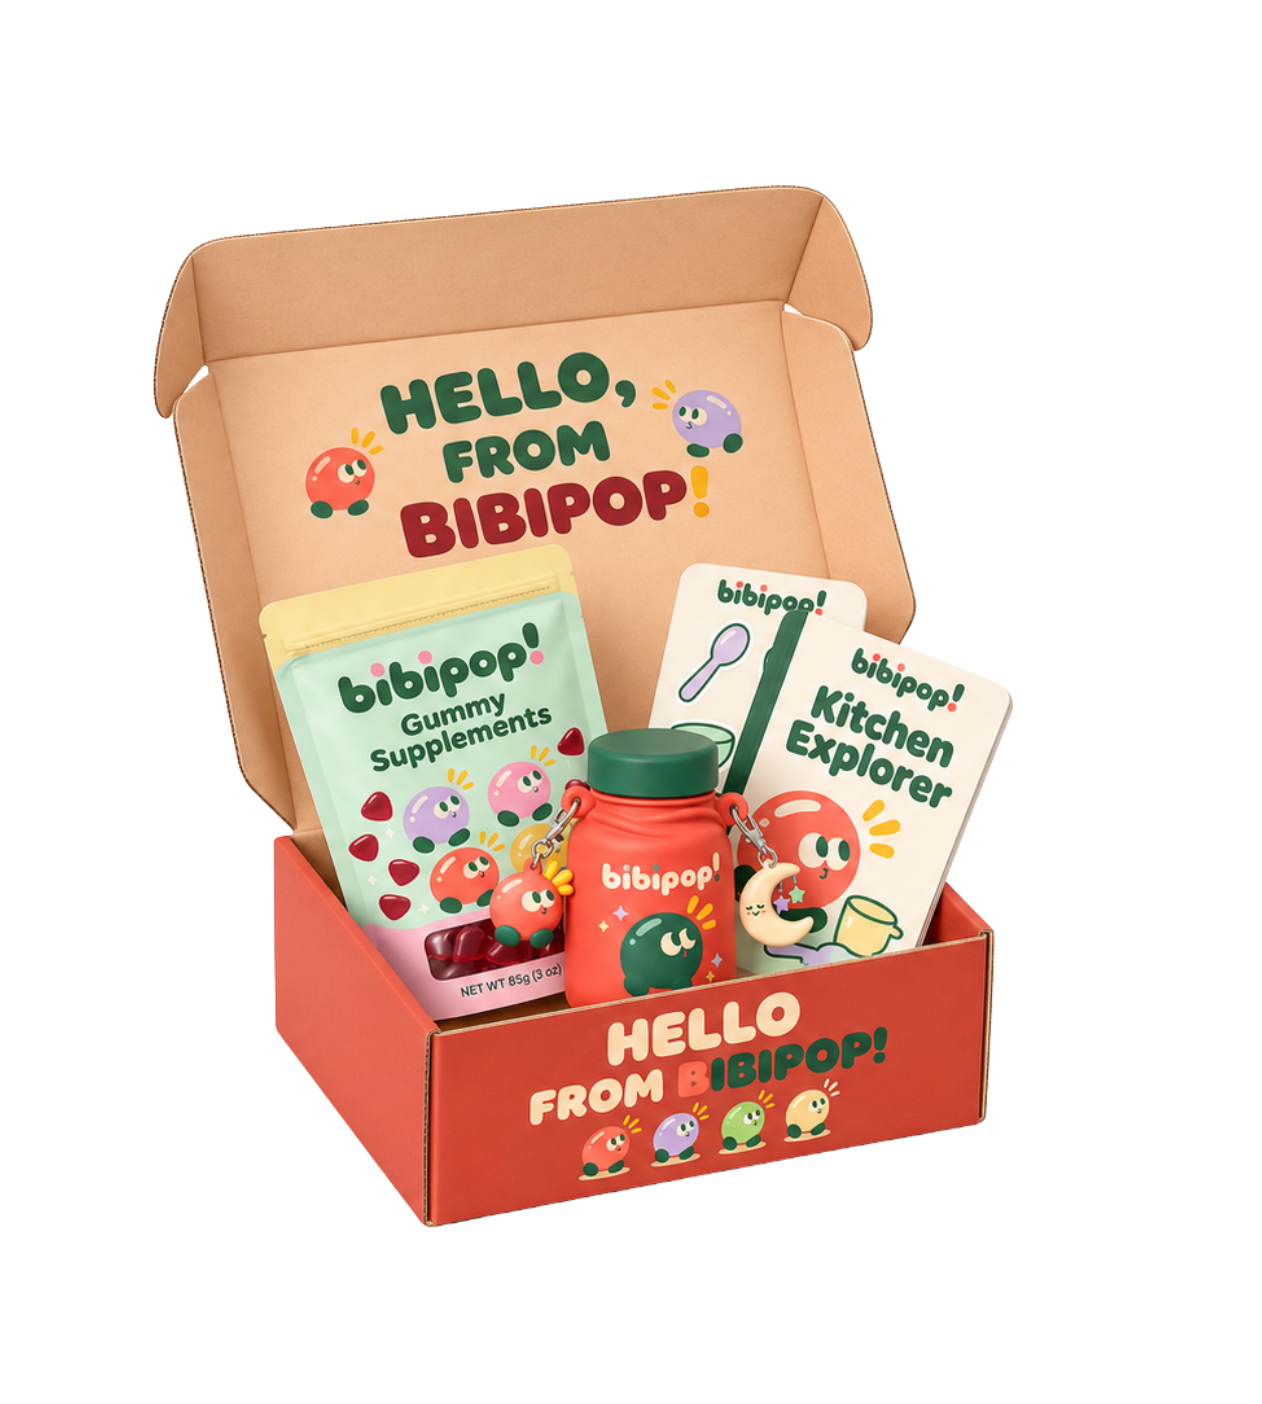 HELLO,
FROM
BIBIPOP!
bibipop!
Gummy
Supplements
NET WT 85g (3 oz)
bibipop!
bibipop!
Kitchen
Explorer
bibipop!
HELLO
FROM BIBIPOP!